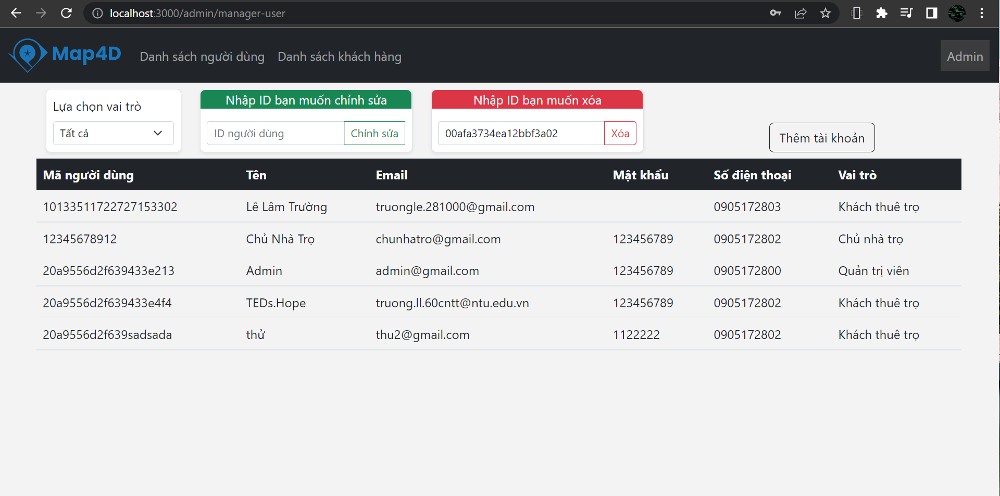 localhost:3000/admin/manager-user
Map4D Danh sách người dùng Danh sách khách hàng Admin
Lựa chọn vai trò
Tất cả
Nhập ID bạn muốn chỉnh sửa
ID người dùng Chỉnh sửa
Nhập ID bạn muốn xóa
00afa3734ea12bbf3a02 Xóa
Thêm tài khoản
Mã người dùng Tên Email Mật khẩu Số điện thoại Vai trò
10133511722727153302 Lê Lâm Trường truongle.281000@gmail.com 0905172803 Khách thuê trọ
12345678912 Chủ Nhà Trọ chunhatro@gmail.com 123456789 0905172802 Chủ nhà trọ
20a9556d2f639433e213 Admin admin@gmail.com 123456789 0905172800 Quản trị viên
20a9556d2f639433e4f4 TEDs.Hope truong.ll.60cntt@ntu.edu.vn 123456789 0905172802 Khách thuê trọ
20a9556d2f639sadsada thử thu2@gmail.com 1122222 0905172802 Khách thuê trọ